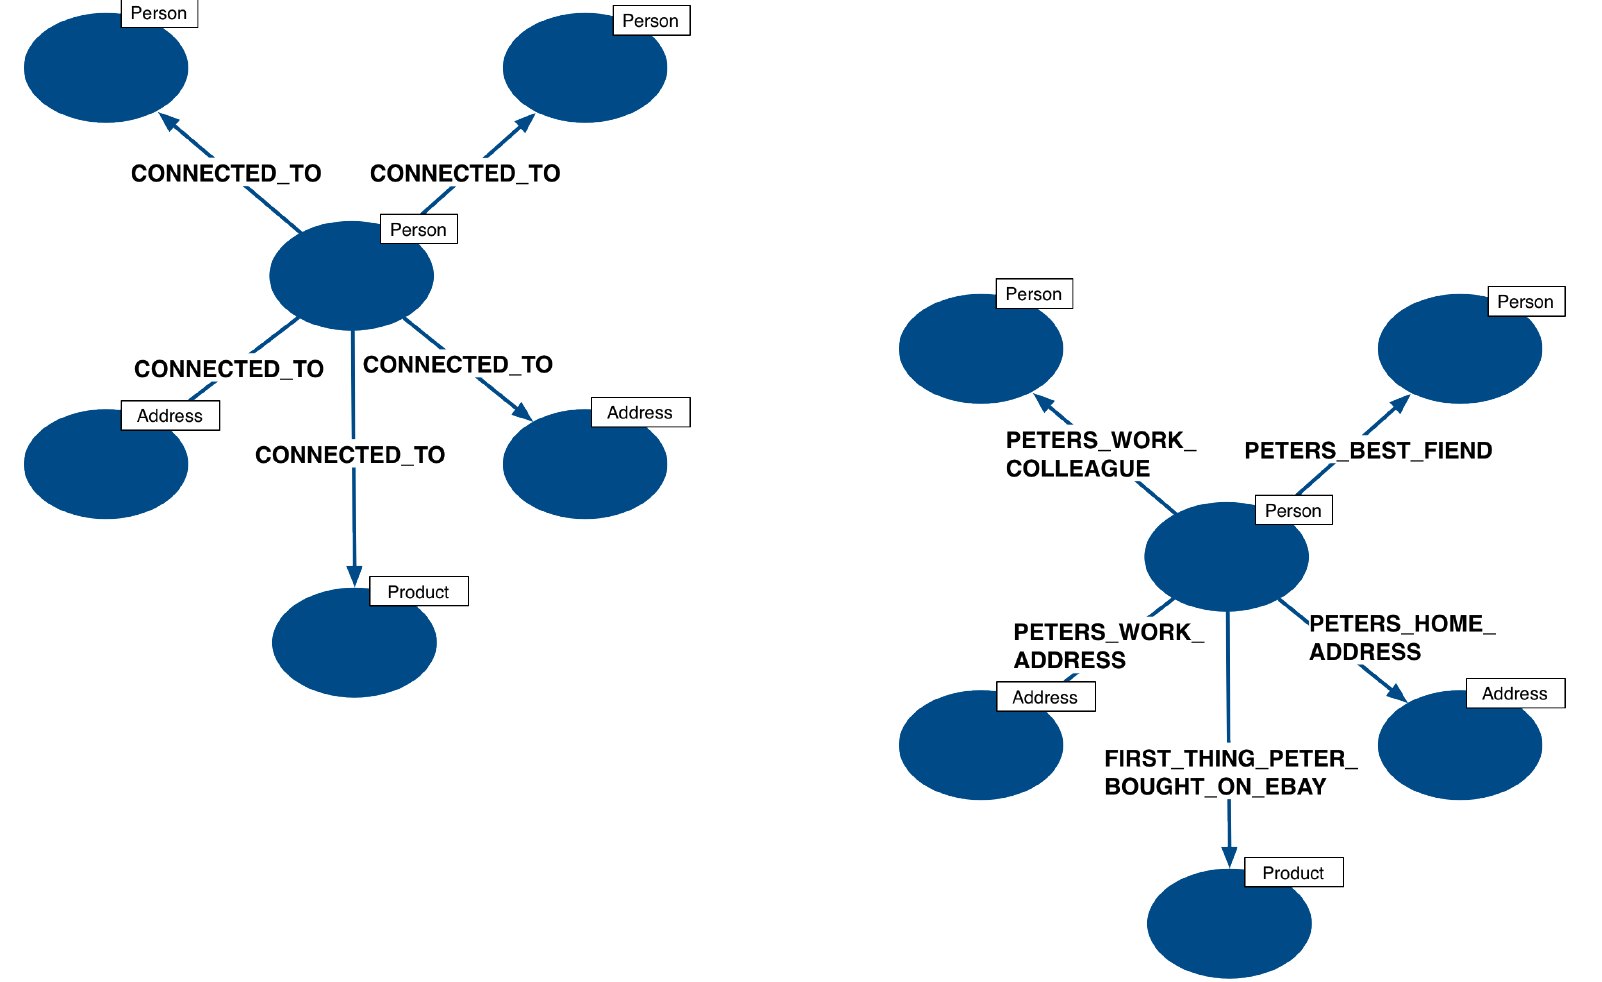 Person
Person
CONNECTED_TO
CONNECTED_TO
Person
CONNECTED_TO
CONNECTED_TO
Address
Address
CONNECTED_TO
Product
Person
Person
PETERS_WORK_
COLLEAGUE
PETERS_BEST_FIEND
Person
PETERS_WORK_
ADDRESS
PETERS_HOME_
ADDRESS
Address
Address
FIRST_THING_PETER_
BOUGHT_ON_EBAY
Product